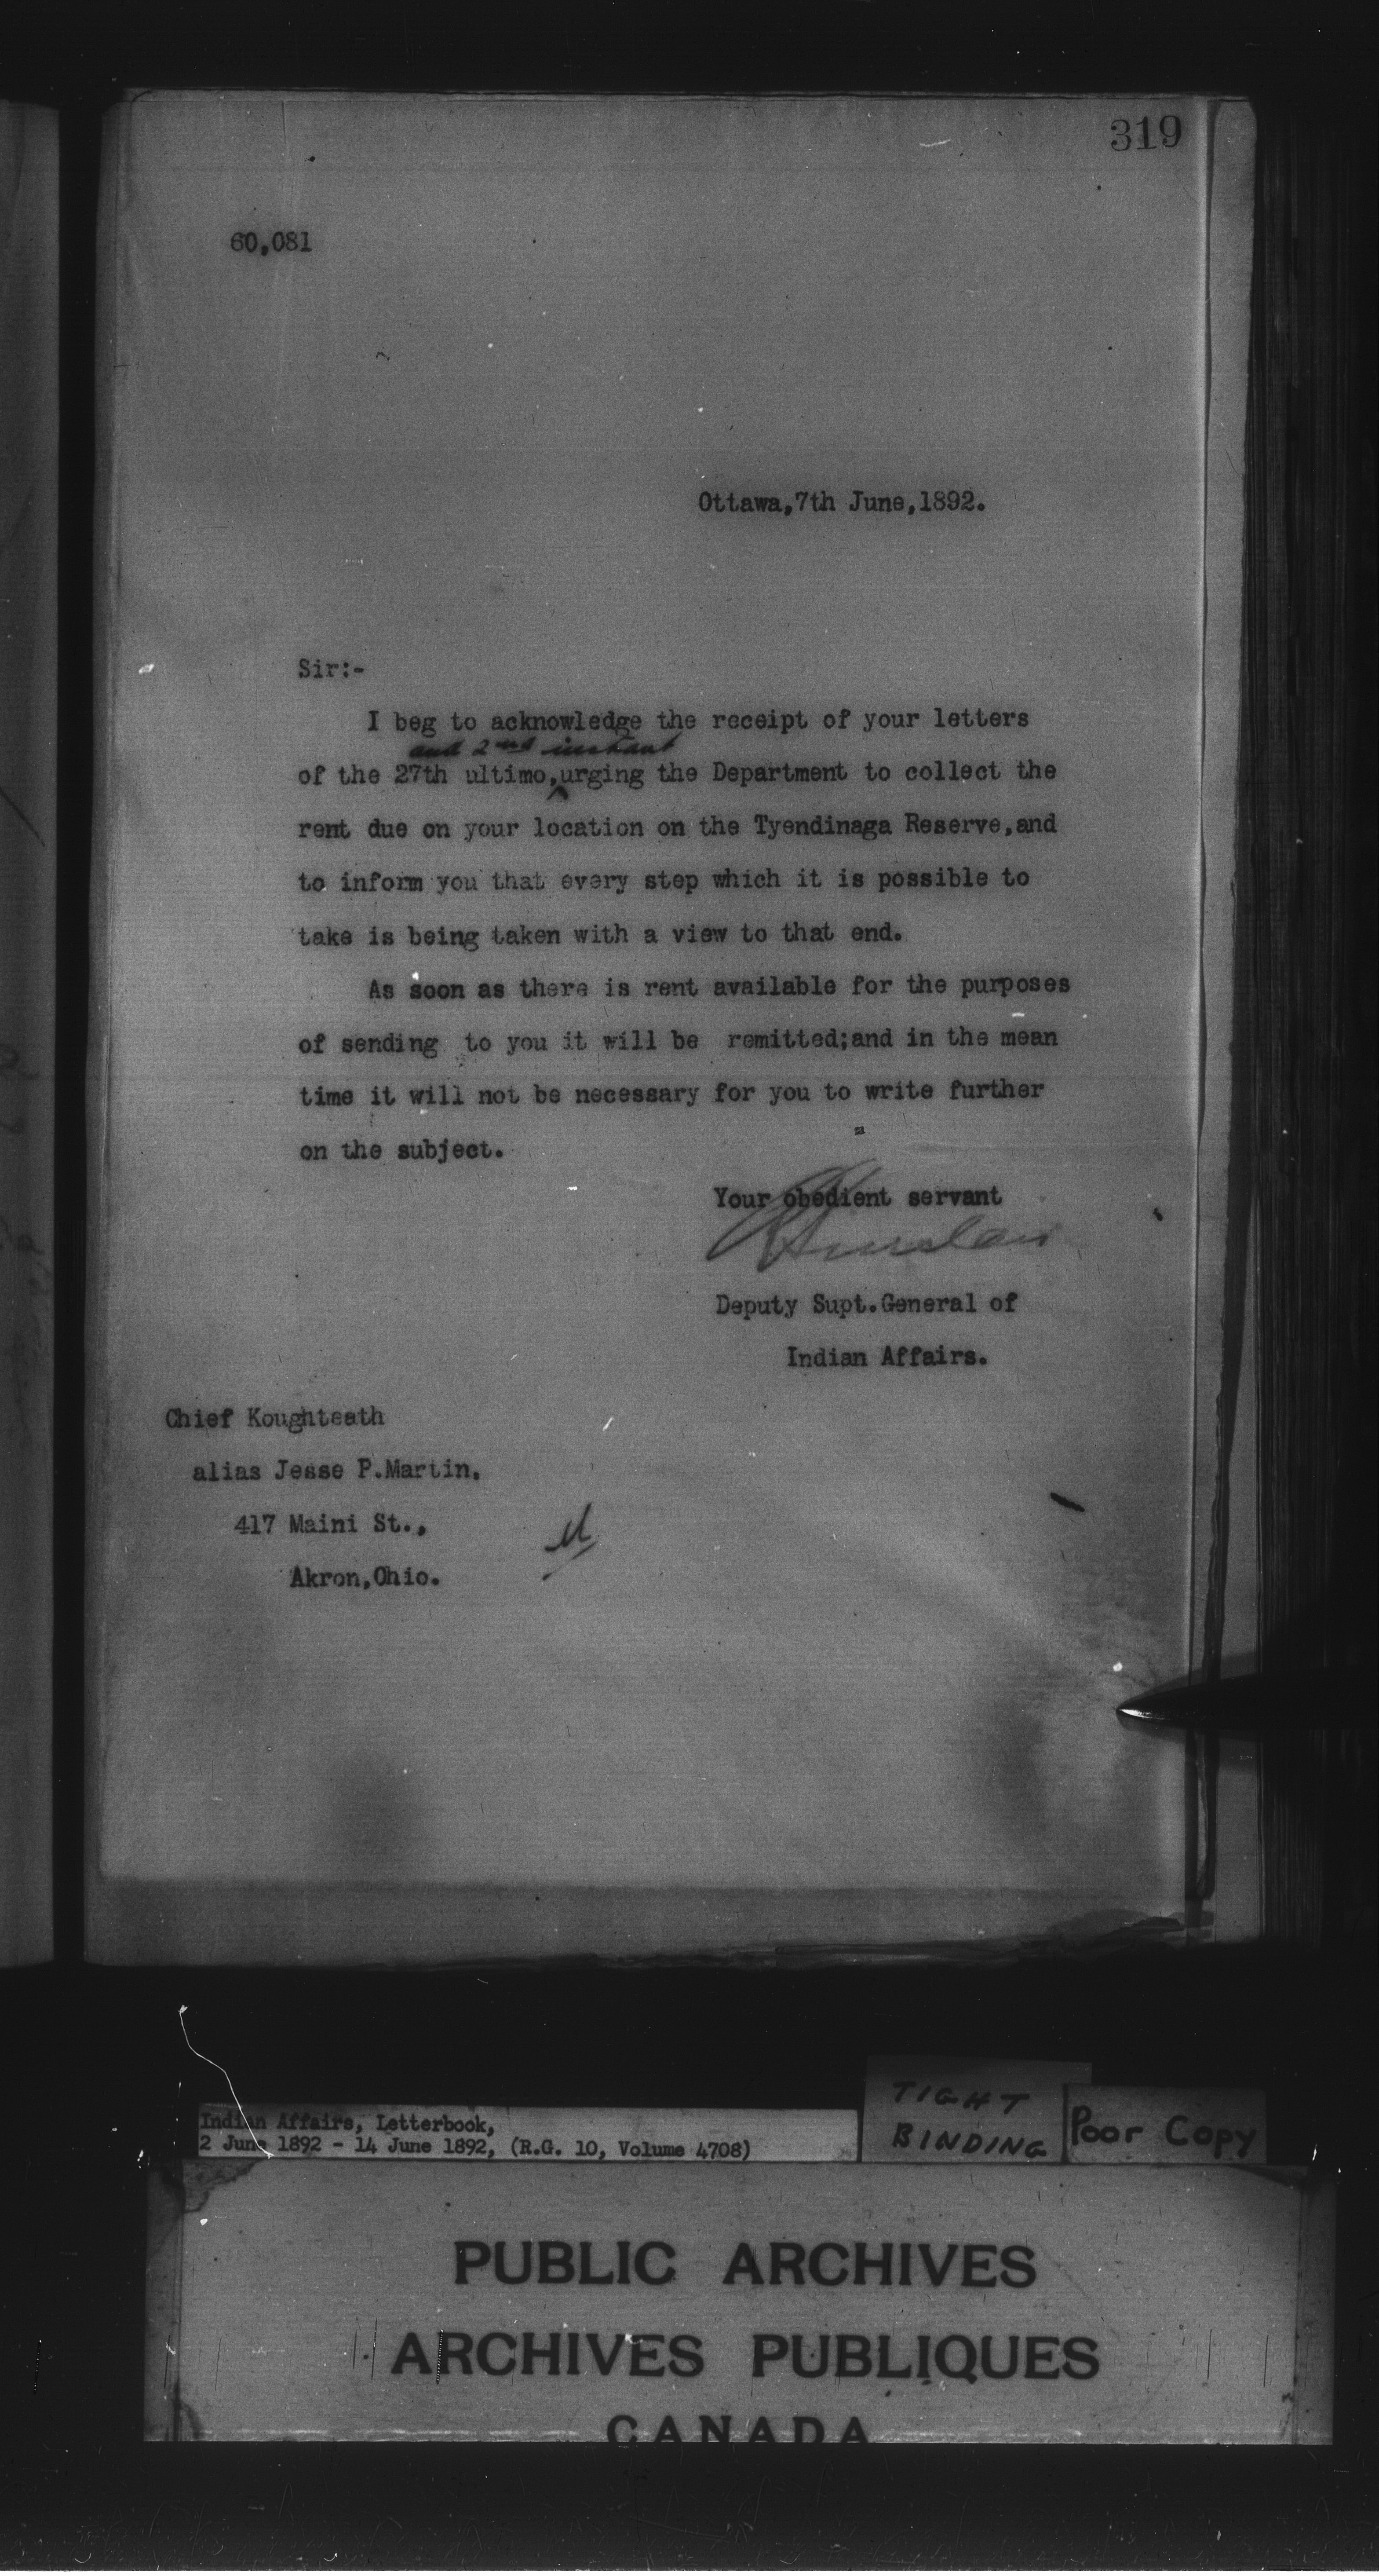 319
60,081
Ottawa,7th June,1892.
Sir:-
I beg to acknowledge the receipt of your letters
and 2nd instant
of the 27th ultimo,urging the Department to collect the
rent due on your location on the Tyendinaga Reserve,and
to inform you that every step which it is possible to
take is being taken with a view to that end.
As soon as there is rent available for the purposes
of sending to you it will be remitted;and in the mean
time it will not be necessary for you to write further
on the subject.
Your obedient servant
Deputy Supt.General of
Indian Affairs.
Chief Koughteath
alias Jesse P.Martin.
417 Maini St.,
Akron,Ohio.
Indian Affairs, Letterbook,
2 June 1892 - 14 June 1892, (R.G. 10, Volume 4708)
TIGHT
BINDING
Poor Copy
PUBLIC ARCHIVES
ARCHIVES PUBLIQUES
CANADA